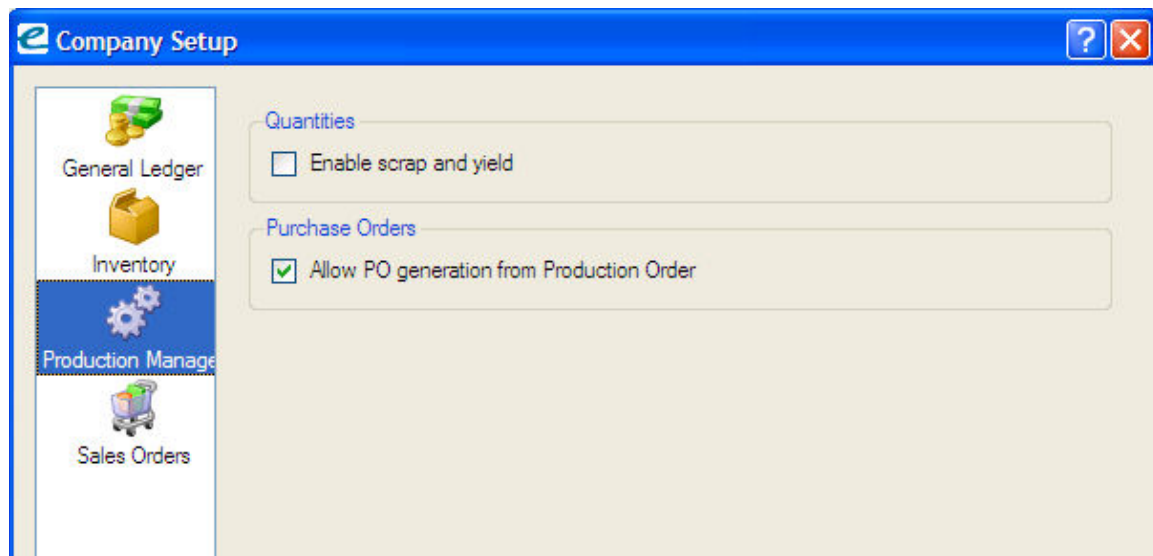 Company Setup
General Ledger
Inventory
Production Manage
Sales Orders
Quantities
Enable scrap and yield
Purchase Orders
Allow PO generation from Production Order